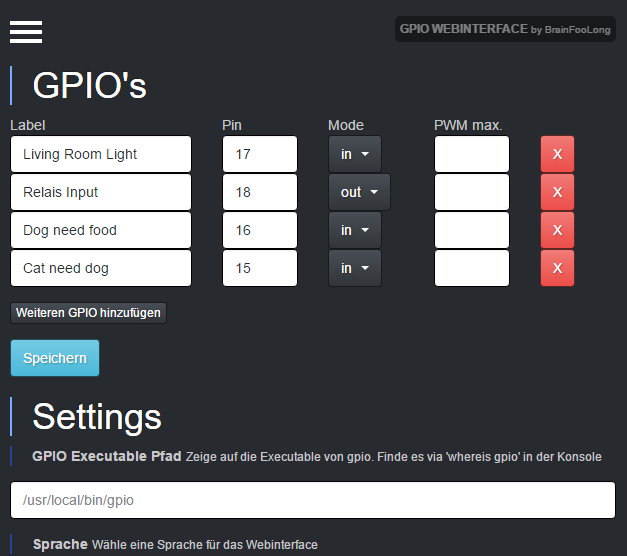 GPIO WEBINTERFACE by BrainFooLong
GPIO's
Label Pin Mode PWM max.
Living Room Light 17 in X
Relais Input 18 out X
Dog need food 16 in X
Cat need dog 15 in X
Weiteren GPIO hinzufügen
Speichern
Settings
GPIO Executable Pfad Zeige auf die Executable von gpio. Finde es via 'whereis gpio' in der Konsole
/usr/local/bin/gpio
Sprache Wähle eine Sprache für das Webinterface